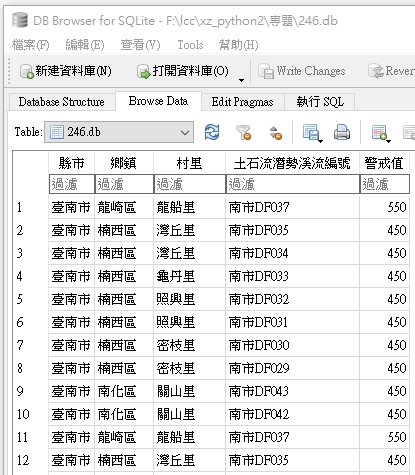 DB Browser for SQLite - F:\lcc\xz_python2\專題\246.db
檔案(F) 編輯(E) 查看(V) Tools 幫助(H)
新建資料庫(N) 打開資料庫(O) Write Changes Rever
Database Structure Browse Data Edit Pragmas 執行 SQL
Table: 246.db
縣市 鄉鎮 村里 土石流潛勢溪流編號 警戒值
過濾 過濾 過濾 過濾 過濾
1 臺南市 龍崎區 龍船里 南市DF037 550
2 臺南市 楠西區 灣丘里 南市DF035 450
3 臺南市 楠西區 灣丘里 南市DF034 450
4 臺南市 楠西區 龜丹里 南市DF033 450
5 臺南市 楠西區 照興里 南市DF032 450
6 臺南市 楠西區 照興里 南市DF031 450
7 臺南市 楠西區 密枝里 南市DF030 450
8 臺南市 楠西區 密枝里 南市DF029 450
9 臺南市 南化區 關山里 南市DF043 450
10 臺南市 南化區 關山里 南市DF042 450
11 臺南市 龍崎區 龍船里 南市DF037 550
12 臺南市 楠西區 灣丘里 南市DF035 450